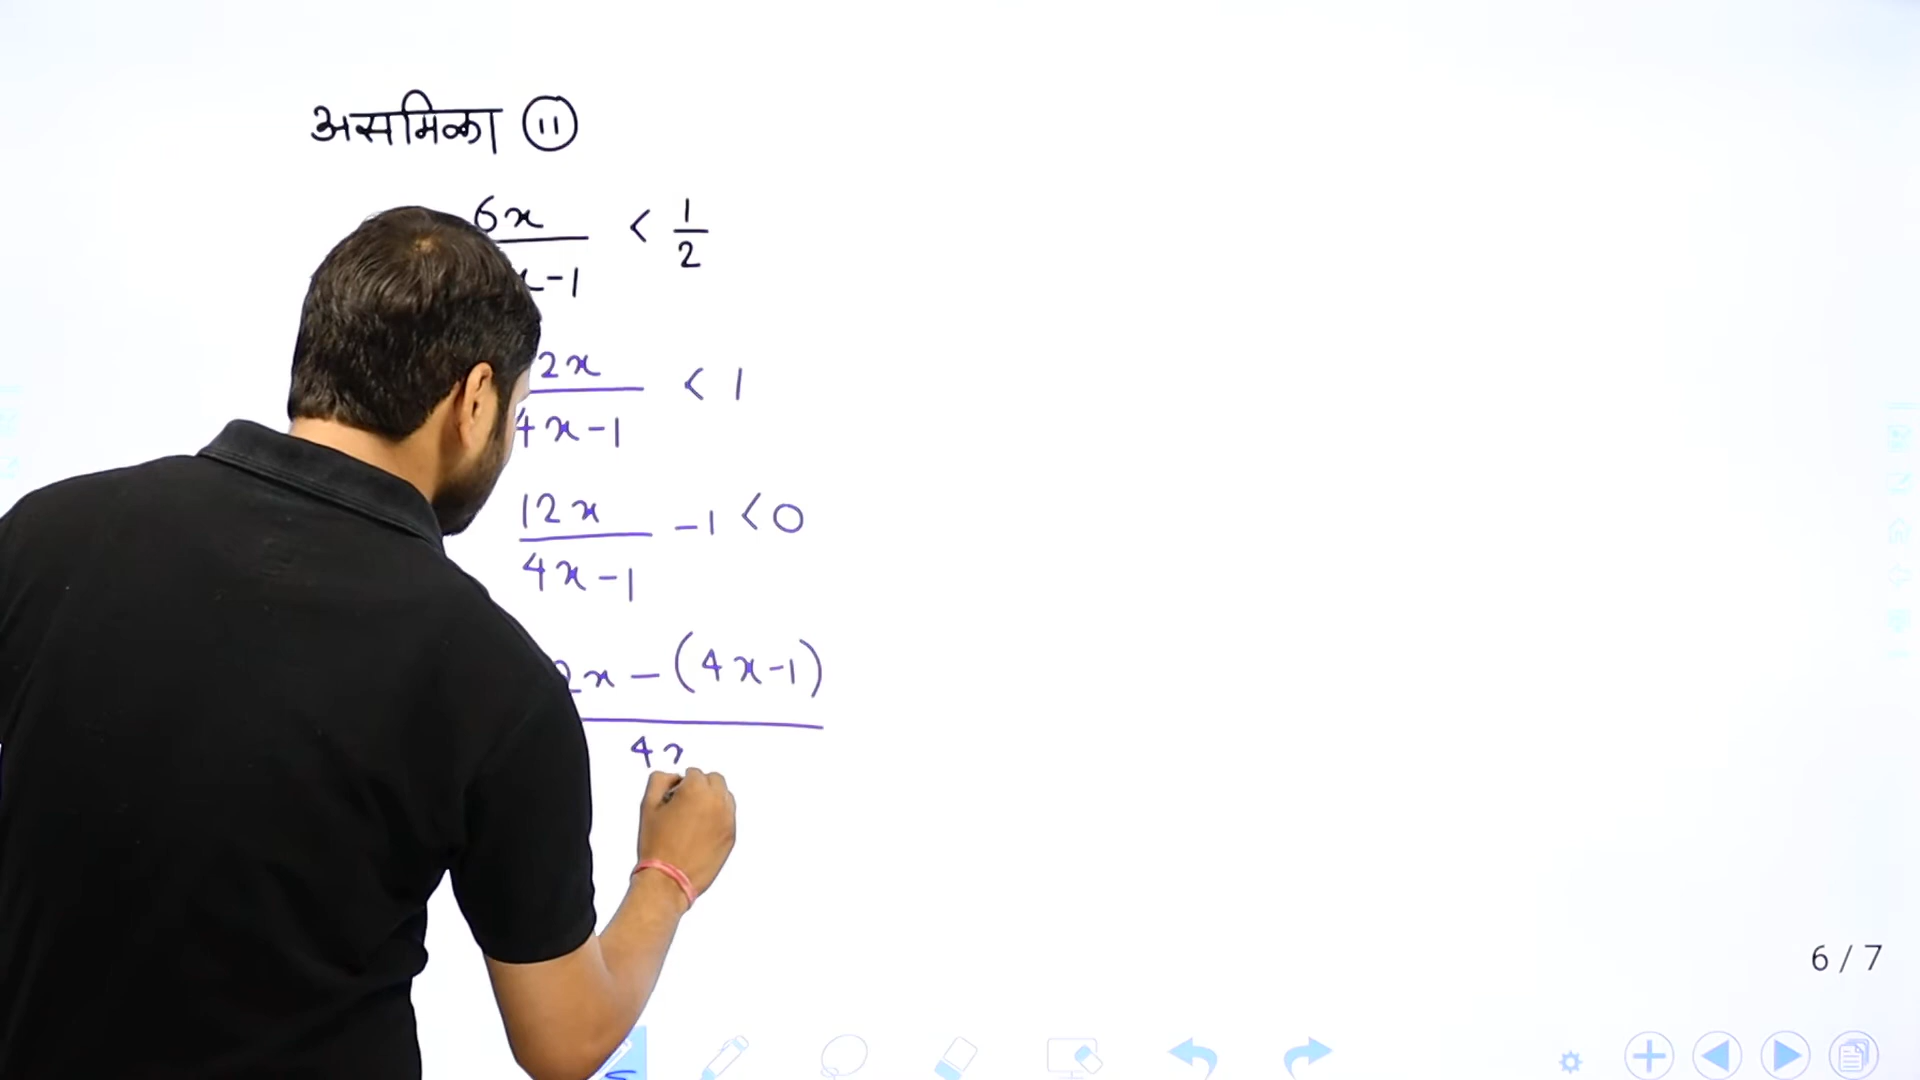 असमिका 11
6x < 1/2
x-1
2x < 1
4x-1
12x -1 < 0
4x-1
2x - (4x-1)
4x
6 / 7